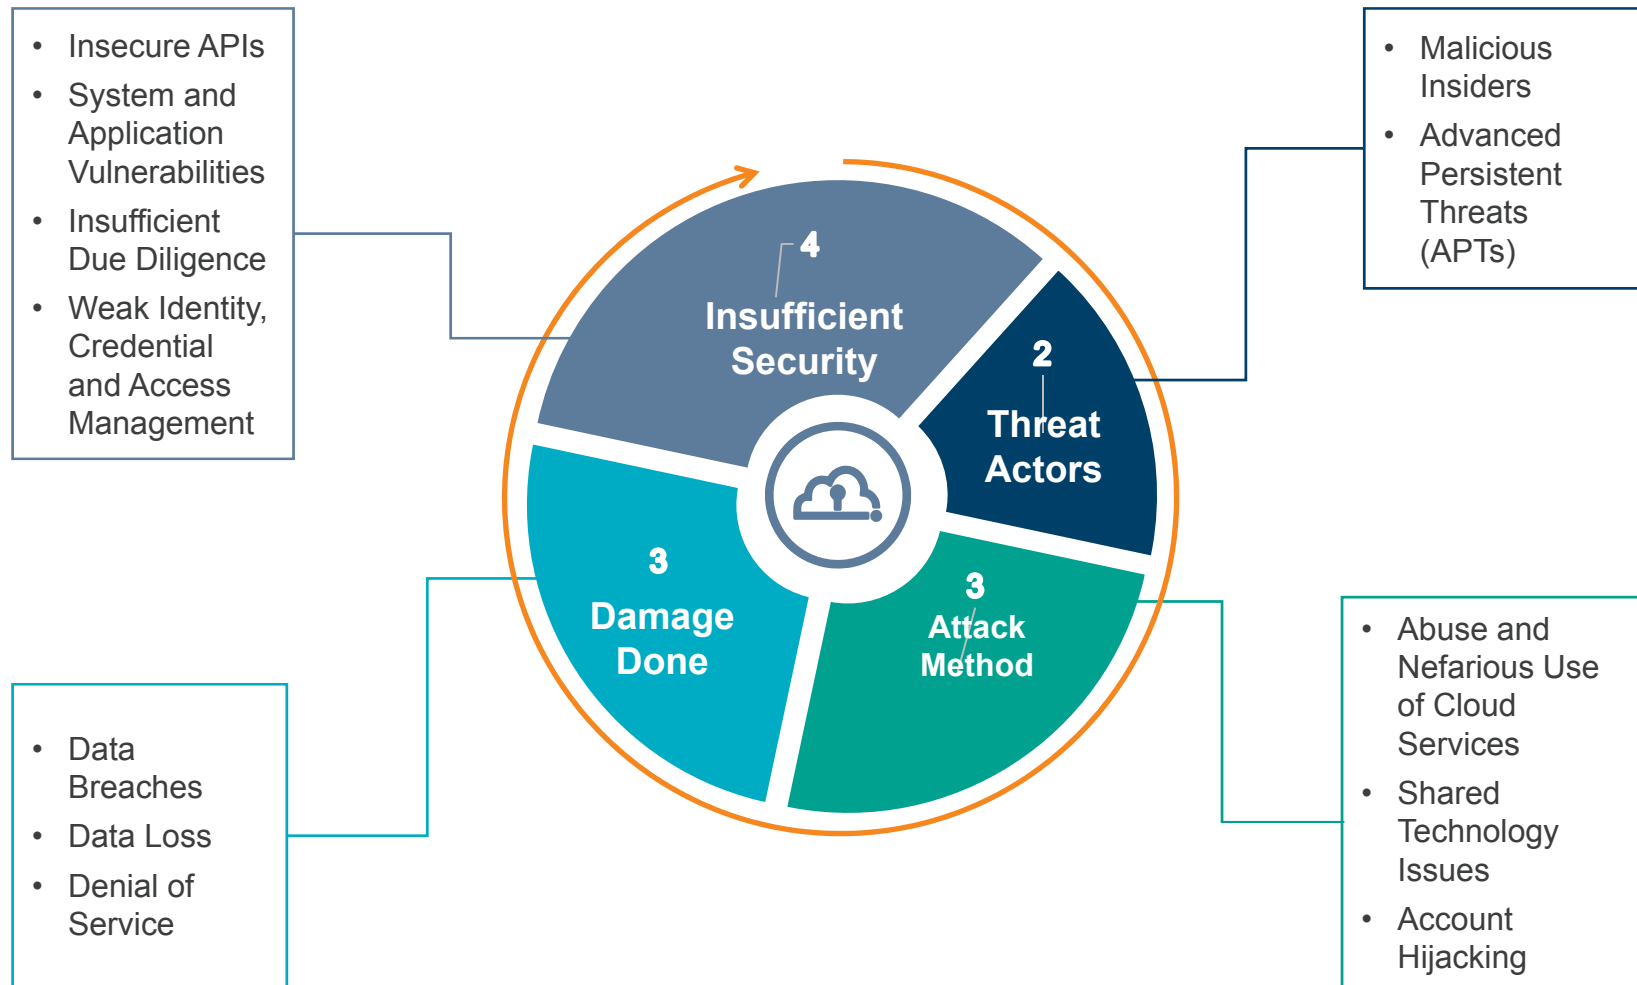 • Insecure APIs
• System and
Application
Vulnerabilities
• Insufficient
Due Diligence
• Weak Identity,
Credential
and Access
Management
4
Insufficient
Security
2
Threat
Actors
• Malicious
Insiders
• Advanced
Persistent
Threats
(APTs)
3
Attack
Method
• Abuse and
Nefarious Use
of Cloud
Services
• Shared
Technology
Issues
• Account
Hijacking
3
Damage
Done
• Data
Breaches
• Data Loss
• Denial of
Service